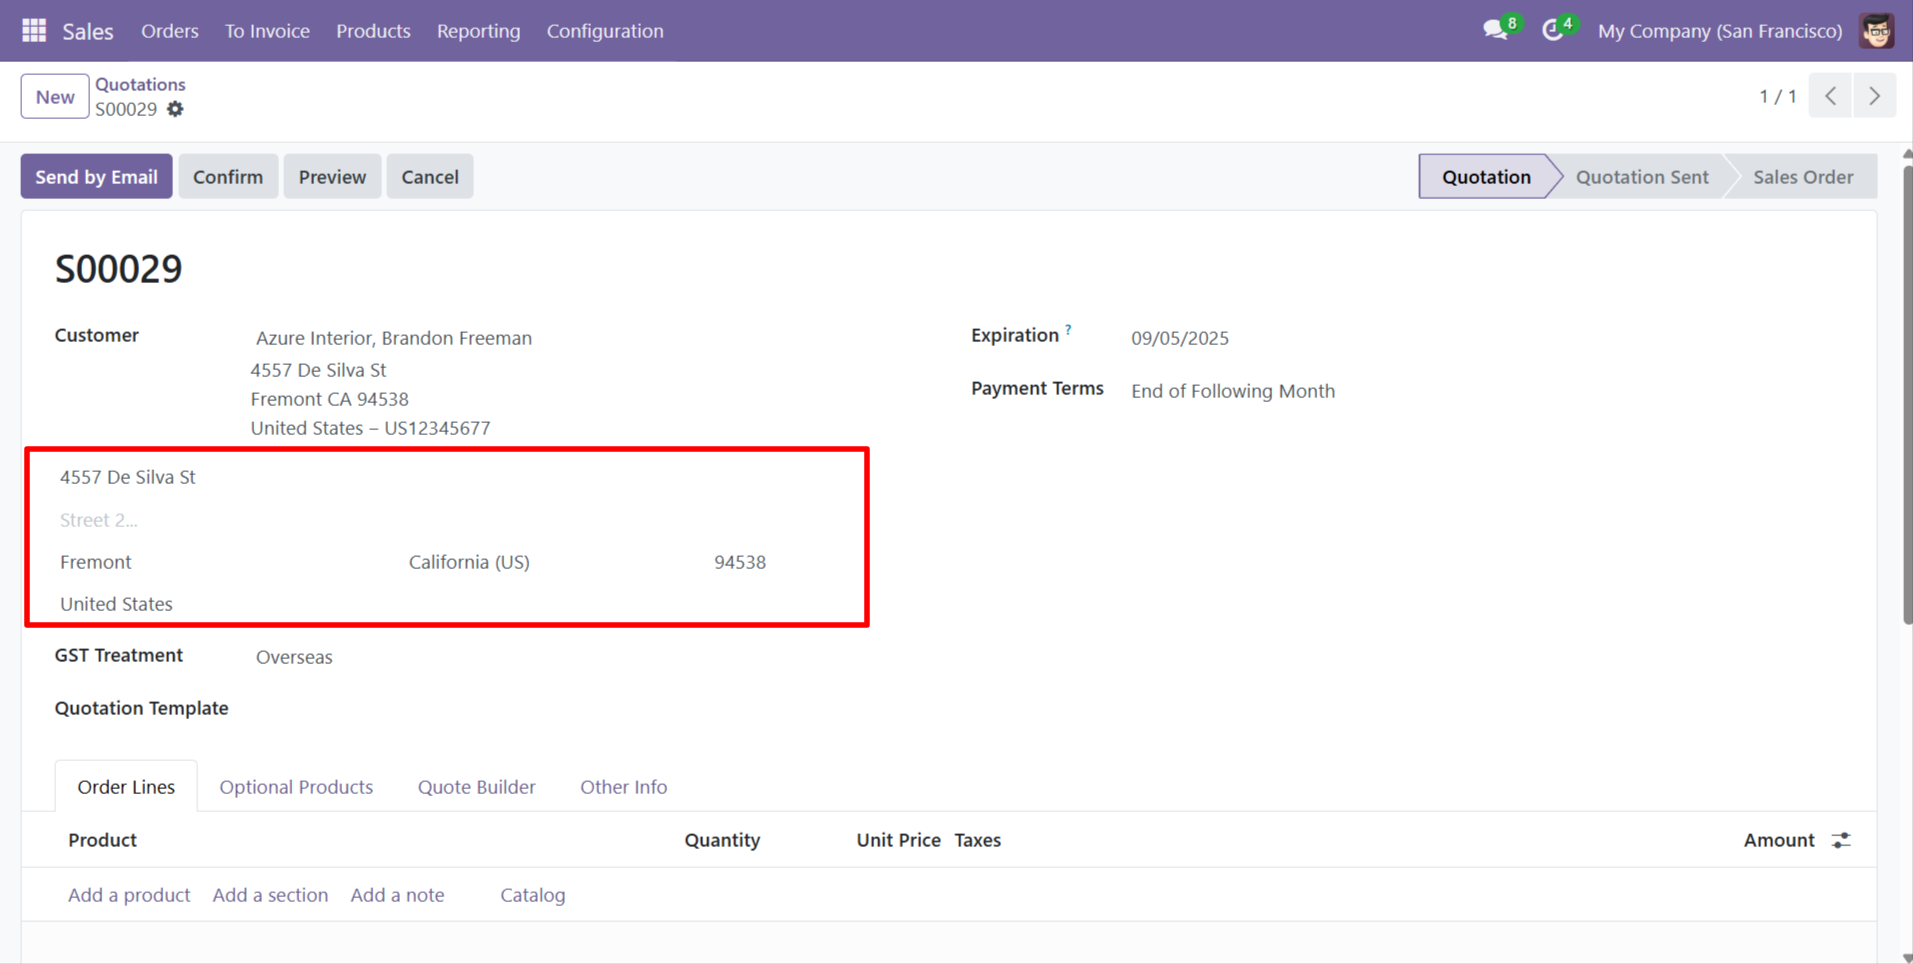 Sales Orders To Invoice Products Reporting Configuration 8 4 My Company (San Francisco)
New Quotations
S00029
1 / 1
Send by Email Confirm Preview Cancel Quotation Quotation Sent Sales Order
S00029
Customer Azure Interior, Brandon Freeman
4557 De Silva St
Fremont CA 94538
United States – US12345677
Expiration ? 09/05/2025
Payment Terms End of Following Month
4557 De Silva St
Street 2...
Fremont California (US) 94538
United States
GST Treatment Overseas
Quotation Template
Order Lines Optional Products Quote Builder Other Info
Product Quantity Unit Price Taxes Amount
Add a product Add a section Add a note Catalog